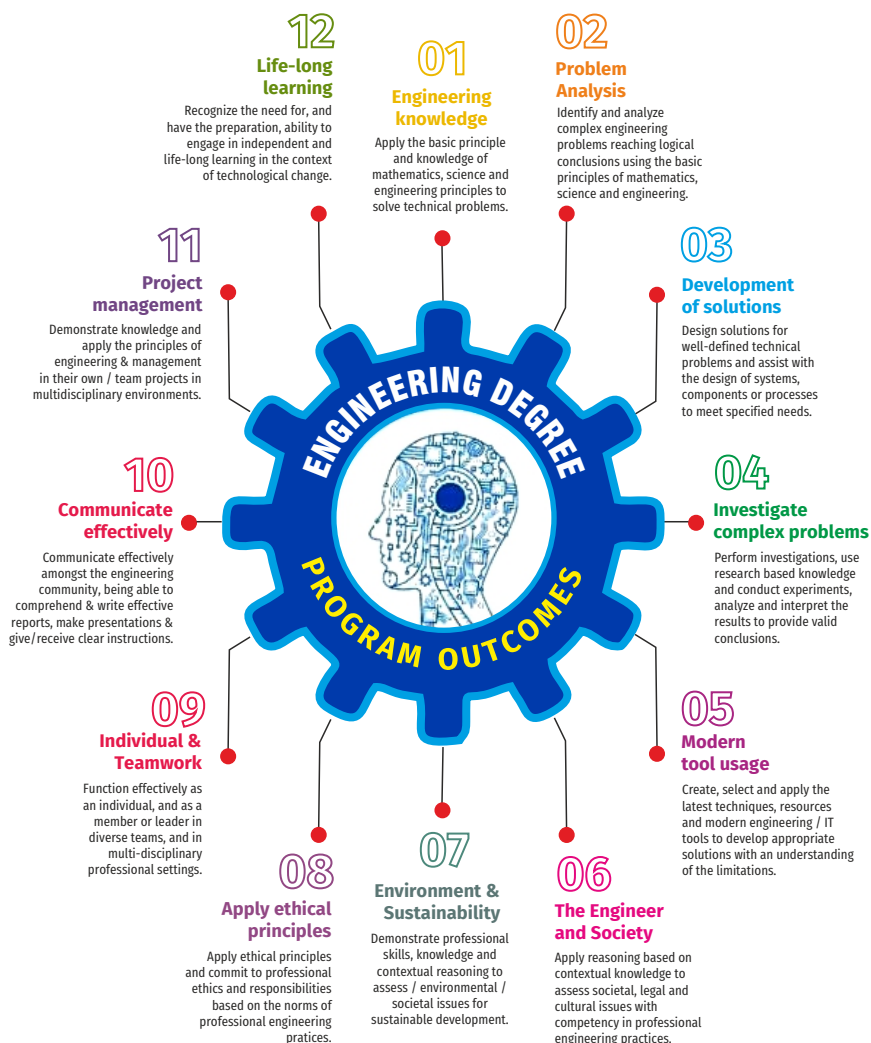 ENGINEERING DEGREE
PROGRAM OUTCOMES
01
Engineering
knowledge
Apply the basic principle
and knowledge of
mathematics, science and
engineering principles to
solve technical problems.
02
Problem
Analysis
Identify and analyze
complex engineering
problems reaching logical
conclusions using the basic
principles of mathematics,
science and engineering.
03
Development
of solutions
Design solutions for
well-defined technical
problems and assist with
the design of systems,
components or processes
to meet specified needs.
04
Investigate
complex problems
Perform investigations, use
research based knowledge
and conduct experiments,
analyze and interpret the
results to provide valid
conclusions.
05
Modern
tool usage
Create, select and apply the
latest techniques, resources
and modern engineering / IT
tools to develop appropriate
solutions with an understanding
of the limitations.
06
The Engineer
and Society
Apply reasoning based on
contextual knowledge to
assess societal, legal and
cultural issues with
competency in professional
engineering practices.
07
Environment &
Sustainability
Demonstrate professional
skills, knowledge and
contextual reasoning to
assess / environmental /
societal issues for
sustainable development.
08
Apply ethical
principles
Apply ethical principles
and commit to professional
ethics and responsibilities
based on the norms of
professional engineering
pratices.
09
Individual &
Teamwork
Function effectively as
an individual, and as a
member or leader in
diverse teams, and in
multi-disciplinary
professional settings.
10
Communicate
effectively
Communicate effectively
amongst the engineering
community, being able to
comprehend & write effective
reports, make presentations &
give/receive clear instructions.
11
Project
management
Demonstrate knowledge and
apply the principles of
engineering & management
in their own / team projects in
multidisciplinary environments.
12
Life-long
learning
Recognize the need for, and
have the preparation, ability to
engage in independent and
life-long learning in the context
of technological change.